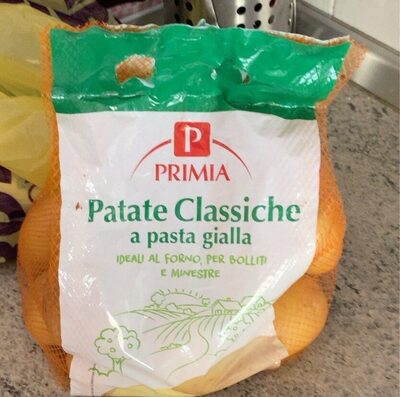 P
PRIMIA
Patate Classiche
a pasta gialla
IDEALI AL FORNO, PER BOLLITI
E MINESTRE